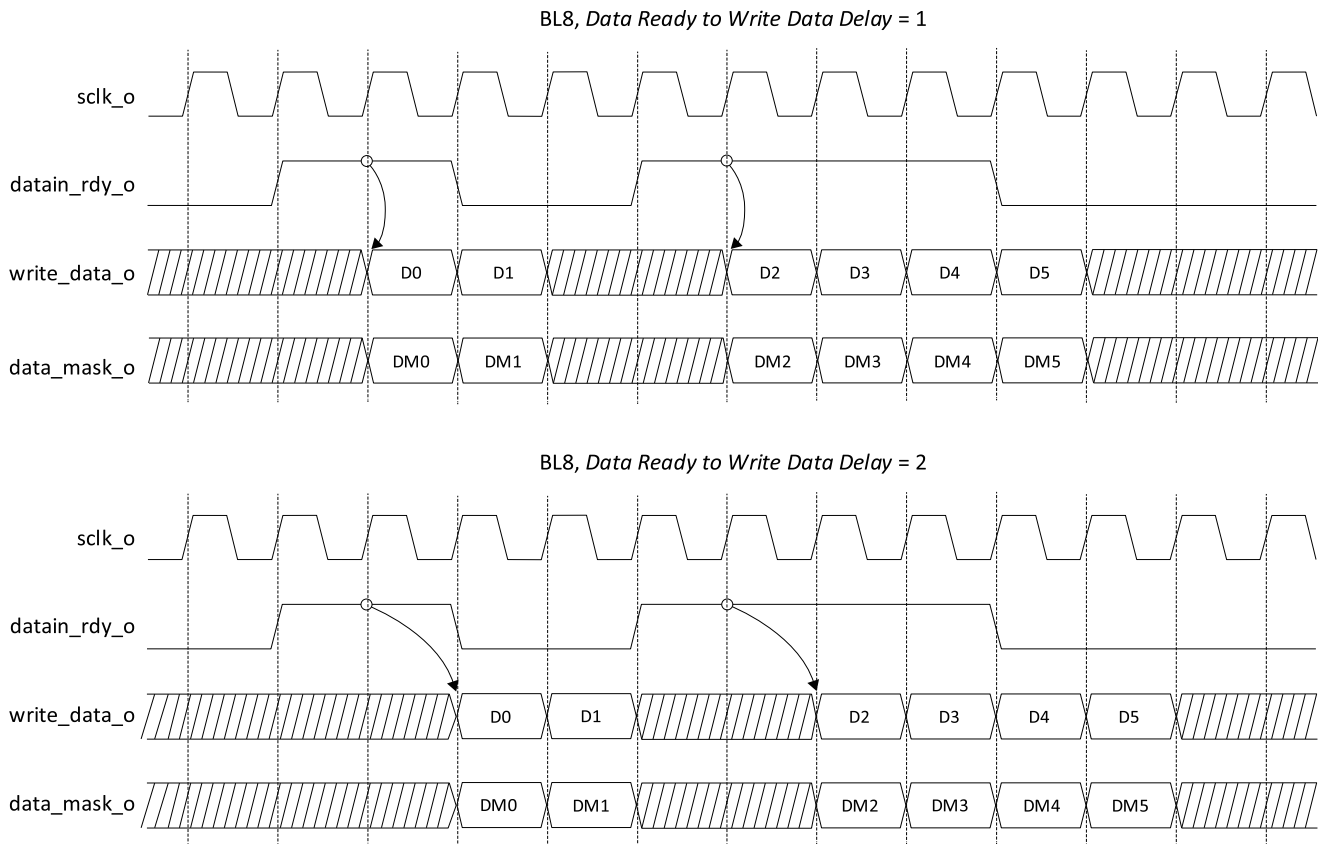 BL8, Data Ready to Write Data Delay = 1
sclk_o
datain_rdy_o
write_data_o D0 D1 D2 D3 D4 D5
data_mask_o DM0 DM1 DM2 DM3 DM4 DM5
BL8, Data Ready to Write Data Delay = 2
sclk_o
datain_rdy_o
write_data_o D0 D1 D2 D3 D4 D5
data_mask_o DM0 DM1 DM2 DM3 DM4 DM5